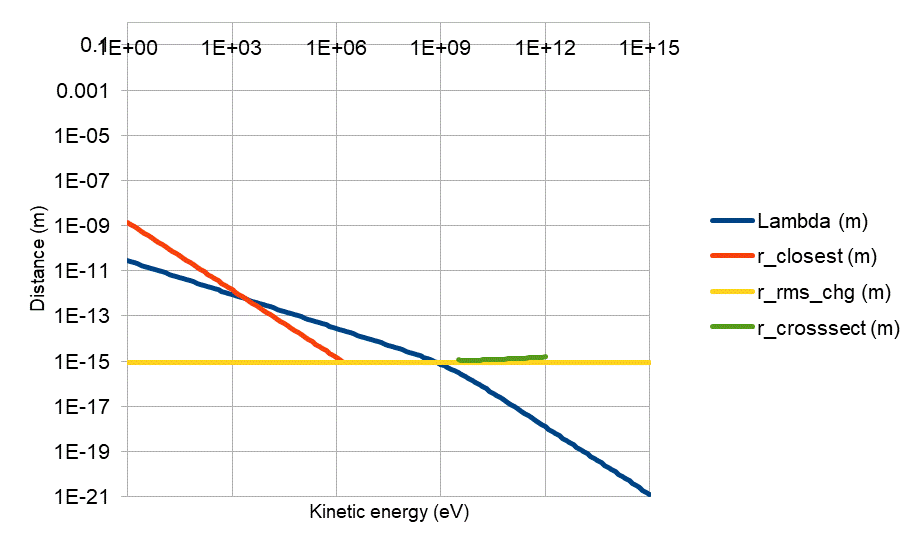 0.1
1E+00 1E+03 1E+06 1E+09 1E+12 1E+15
0.001
1E-05
1E-07
1E-09
1E-11
1E-13
1E-15
1E-17
1E-19
1E-21
Distance (m)
Kinetic energy (eV)
Lambda (m)
r_closest (m)
r_rms_chg (m)
r_crosssect (m)